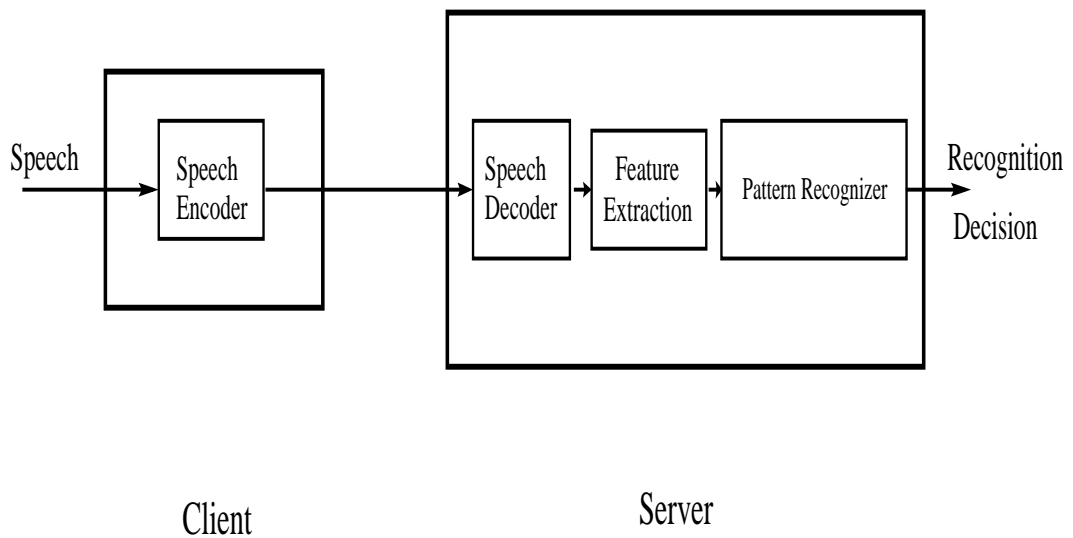 Speech
Speech
Encoder
Speech
Decoder
Feature
Extraction
Pattern Recognizer
Recognition
Decision
Client
Server